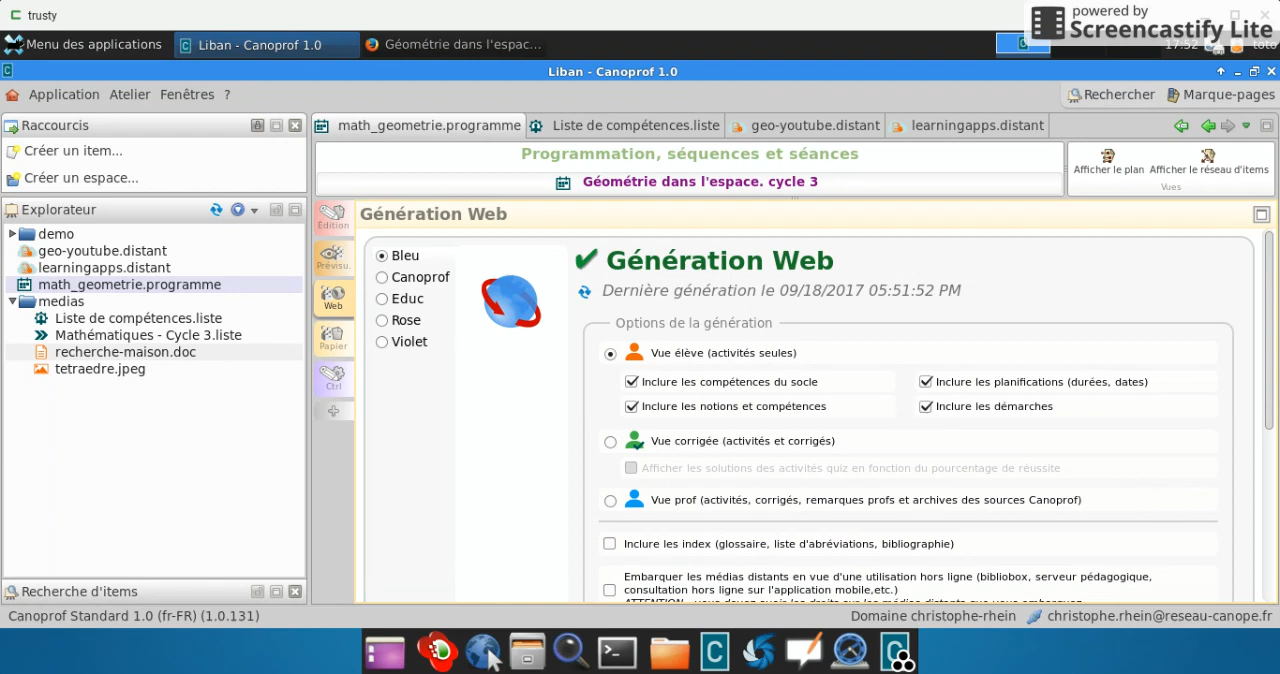 trusty
powered by
Screencastify Lite
Menu des applications
Liban - Canoprof 1.0
Géométrie dans l'espac...
17:52
toto
Liban - Canoprof 1.0
Application Atelier Fenêtres ?
Rechercher
Marque-pages
Raccourcis
Créer un item...
Créer un espace...
Explorateur
demo
geo-youtube.distant
learningapps.distant
math_geometrie.programme
medias
Liste de compétences.liste
Mathématiques - Cycle 3.liste
recherche-maison.doc
tetraedre.jpeg
Recherche d'items
math_geometrie.programme
Liste de compétences.liste
geo-youtube.distant
learningapps.distant
Programmation, séquences et séances
Géométrie dans l'espace. cycle 3
Afficher le plan
Afficher le réseau d'items
Vues
Edition
Prévisu.
Web
Papier
Ctrl
Génération Web
Bleu
Canoprof
Educ
Rose
Violet
Génération Web
Dernière génération le 09/18/2017 05:51:52 PM
Options de la génération
Vue élève (activités seules)
Inclure les compétences du socle
Inclure les planifications (durées, dates)
Inclure les notions et compétences
Inclure les démarches
Vue corrigée (activités et corrigés)
Afficher les solutions des activités quiz en fonction du pourcentage de réussite
Vue prof (activités, corrigés, remarques profs et archives des sources Canoprof)
Inclure les index (glossaire, liste d'abréviations, bibliographie)
Embarquer les médias distants en vue d'une utilisation hors ligne (bibliobox, serveur pédagogique,
consultation hors ligne sur l'application mobile,etc.)
Canoprof Standard 1.0 (fr-FR) (1.0.131)
Domaine christophe-rhein
christophe.rhein@reseau-canope.fr